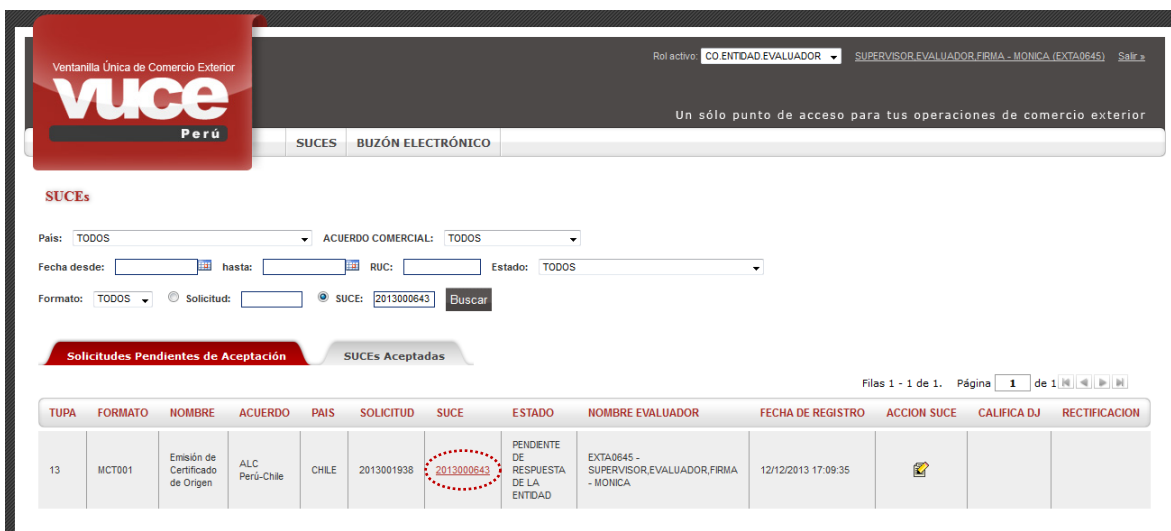 Ventanilla Única de Comercio Exterior
vuce
Perú
Rol activo: CO.ENTIDAD.EVALUADOR SUPERVISOR,EVALUADOR,FIRMA - MONICA (EXTA0645) Salir »
Un sólo punto de acceso para tus operaciones de comercio exterior
SUCES BUZÓN ELECTRÓNICO
SUCEs
Pais: TODOS ACUERDO COMERCIAL: TODOS
Fecha desde: hasta: RUC: Estado: TODOS
Formato: TODOS Solicitud: SUCE: 2013000643 Buscar
Solicitudes Pendientes de Aceptación SUCEs Aceptadas
Filas 1 - 1 de 1. Página 1 de 1
TUPA FORMATO NOMBRE ACUERDO PAIS SOLICITUD SUCE ESTADO NOMBRE EVALUADOR FECHA DE REGISTRO ACCION SUCE CALIFICA DJ RECTIFICACION
13 MCT001 Emisión de Certificado de Origen ALC Perú-Chile CHILE 2013001938 2013000643 PENDIENTE DE RESPUESTA DE LA ENTIDAD EXTA0645 - SUPERVISOR,EVALUADOR,FIRMA - MONICA 12/12/2013 17:09:35